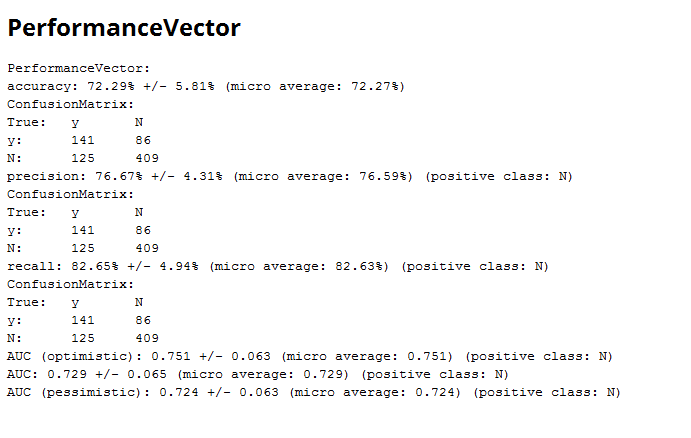 PerformanceVector
PerformanceVector:
accuracy: 72.29% +/- 5.81% (micro average: 72.27%)
ConfusionMatrix:
True:   y       N
y:      141     86
N:      125     409
precision: 76.67% +/- 4.31% (micro average: 76.59%) (positive class: N)
ConfusionMatrix:
True:   y       N
y:      141     86
N:      125     409
recall: 82.65% +/- 4.94% (micro average: 82.63%) (positive class: N)
ConfusionMatrix:
True:   y       N
y:      141     86
N:      125     409
AUC (optimistic): 0.751 +/- 0.063 (micro average: 0.751) (positive class: N)
AUC: 0.729 +/- 0.065 (micro average: 0.729) (positive class: N)
AUC (pessimistic): 0.724 +/- 0.063 (micro average: 0.724) (positive class: N)